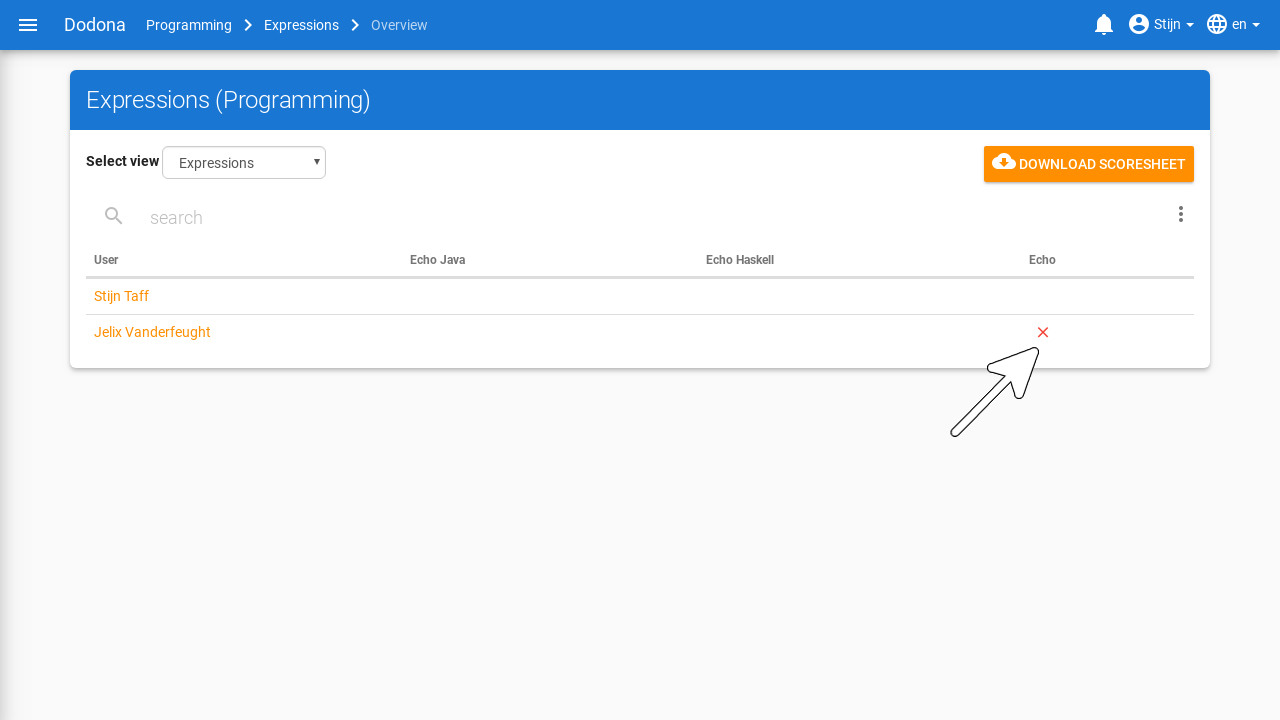 Dodona Programming Expressions Overview Stijn en
Expressions (Programming)
Select view Expressions DOWNLOAD SCORESHEET
search
User Echo Java Echo Haskell Echo
Stijn Taff
Jelix Vanderfeught